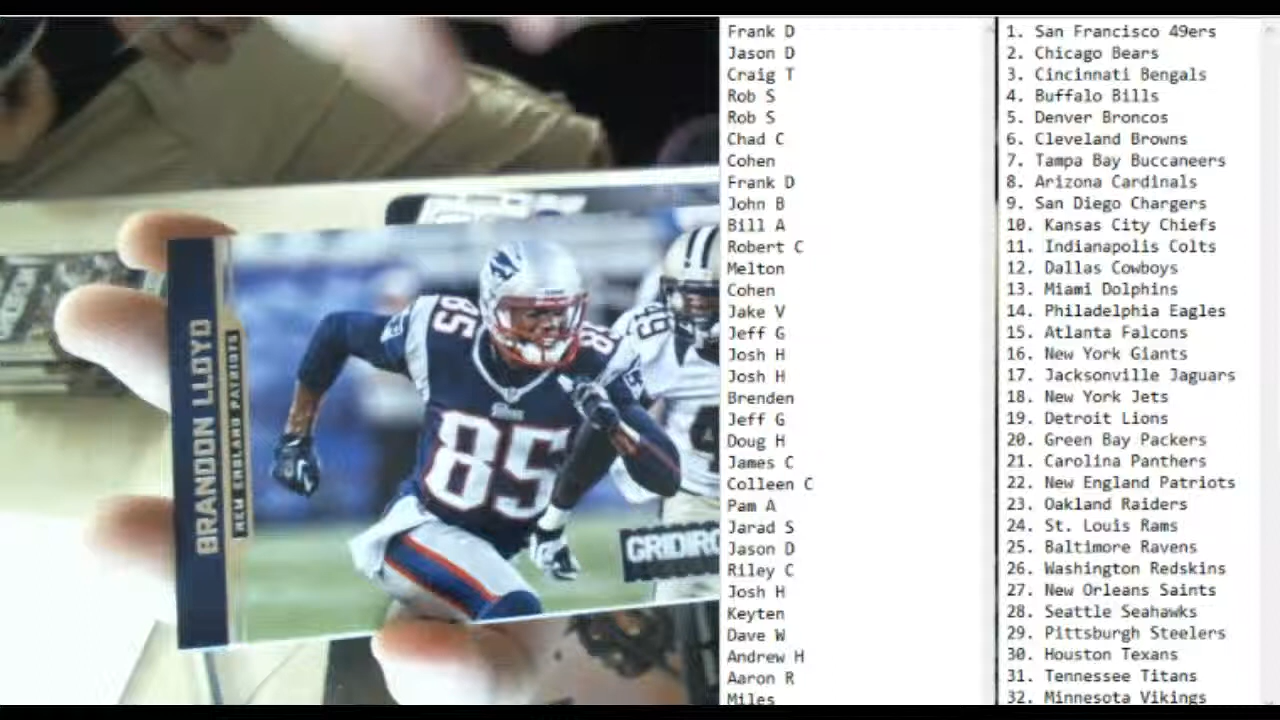 Frank D
Jason D
Craig T
Rob S
Rob S
Chad C
Cohen
Frank D
John B
Bill A
Robert C
Melton
Cohen
Jake V
Jeff G
Josh H
Josh H
Brenden
Jeff G
Doug H
James C
Colleen C
Pam A
Jarad S
Jason D
Riley C
Josh H
Keyten
Dave W
Andrew H
Aaron R
Miles
1. San Francisco 49ers
2. Chicago Bears
3. Cincinnati Bengals
4. Buffalo Bills
5. Denver Broncos
6. Cleveland Browns
7. Tampa Bay Buccaneers
8. Arizona Cardinals
9. San Diego Chargers
10. Kansas City Chiefs
11. Indianapolis Colts
12. Dallas Cowboys
13. Miami Dolphins
14. Philadelphia Eagles
15. Atlanta Falcons
16. New York Giants
17. Jacksonville Jaguars
18. New York Jets
19. Detroit Lions
20. Green Bay Packers
21. Carolina Panthers
22. New England Patriots
23. Oakland Raiders
24. St. Louis Rams
25. Baltimore Ravens
26. Washington Redskins
27. New Orleans Saints
28. Seattle Seahawks
29. Pittsburgh Steelers
30. Houston Texans
31. Tennessee Titans
32. Minnesota Vikings
BRANDON LLOYD
NEW ENGLAND PATRIOTS
85
85
49
GRIDIRO